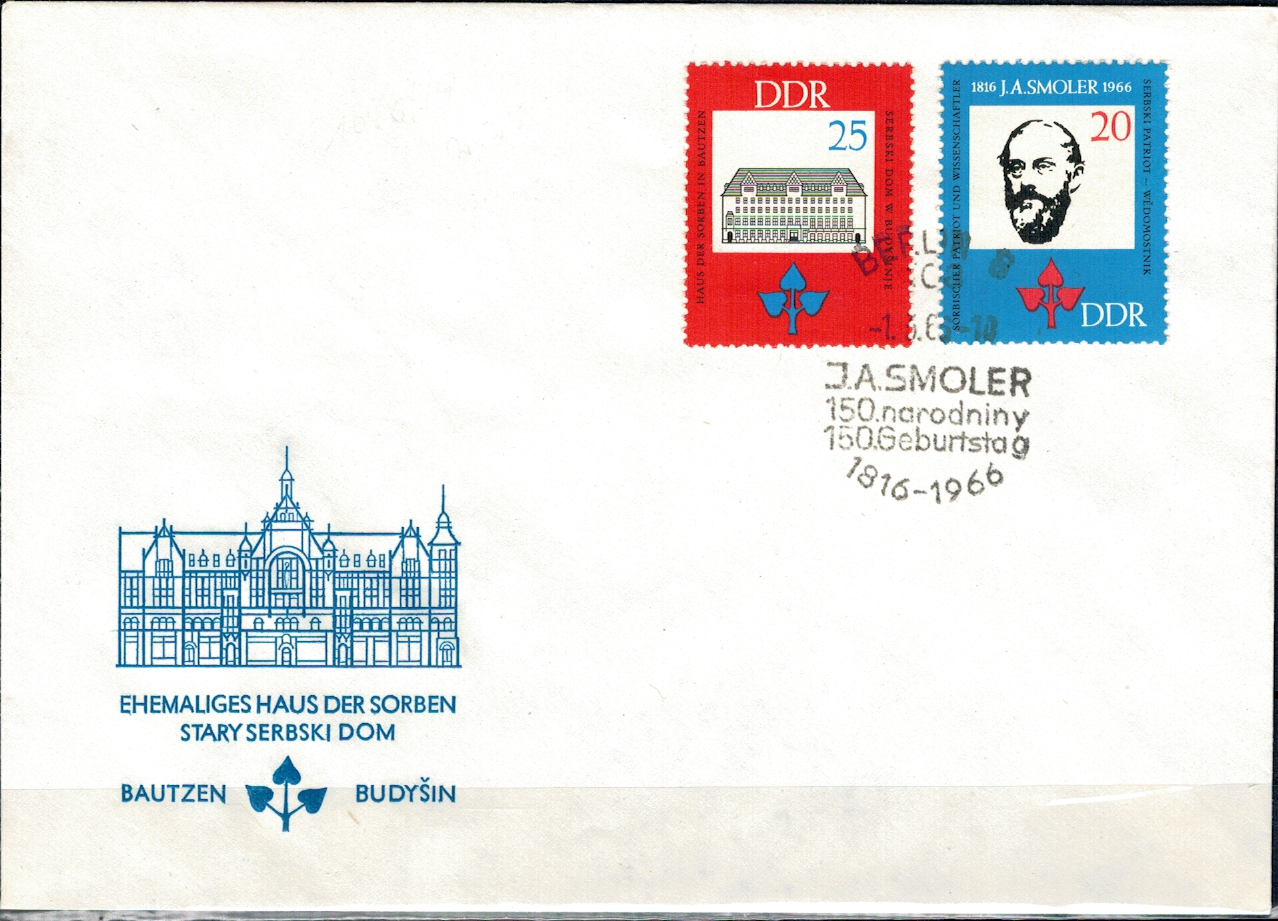 DDR
25
HAUS DER SORBEN IN BAUTZEN
SERBSKI DOM W BUDYŠINJE
1816 J.A.SMOLER 1966
20
SORBISCHER PATRIOT UND WISSENSCHAFTLER
SERBSKI PATRIOT – WĚDOMOSTNIK
DDR
BERLIN 8
J.A.SMOLER
150.narodniny
150.Geburtstag
1816-1966
EHEMALIGES HAUS DER SORBEN
STARY SERBSKI DOM
BAUTZEN BUDYŠIN